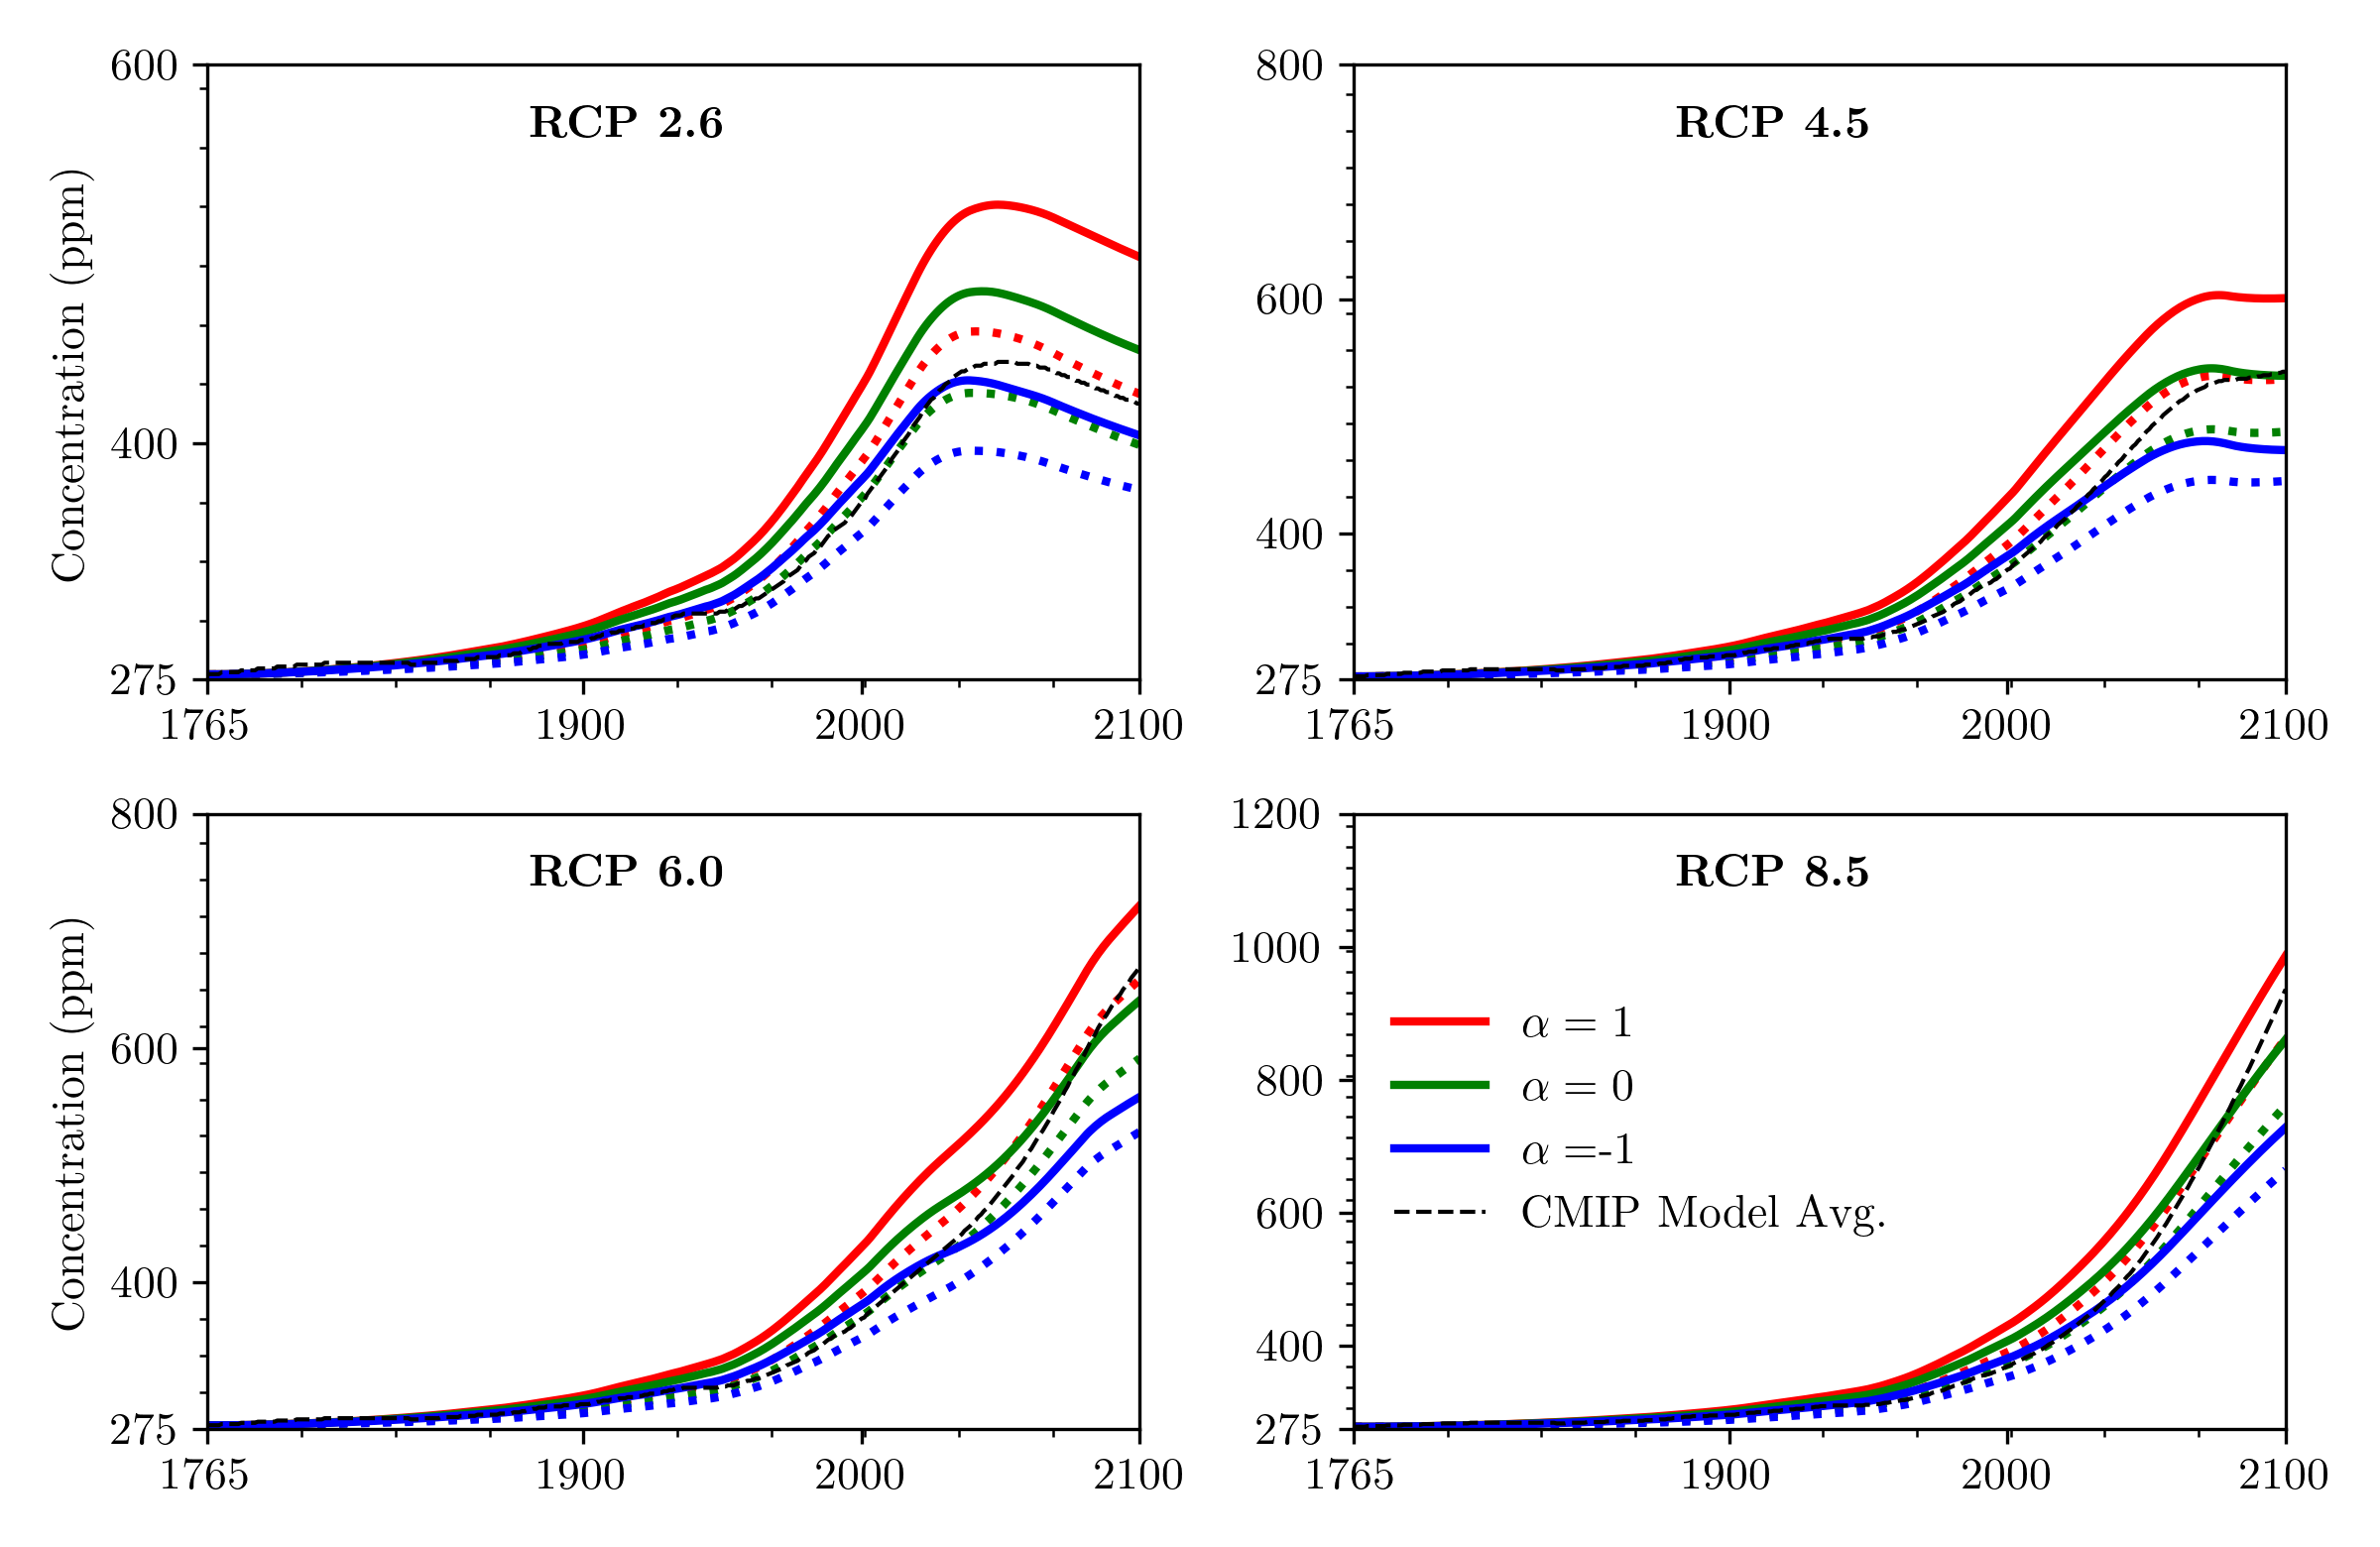 600
400
275
Concentration (ppm)
RCP 2.6
1765 1900 2000 2100
800
600
400
275
RCP 4.5
1765 1900 2000 2100
800
600
400
275
Concentration (ppm)
RCP 6.0
1765 1900 2000 2100
1200
1000
800
600
400
275
RCP 8.5
α = 1
α = 0
α =-1
CMIP Model Avg.
1765 1900 2000 2100